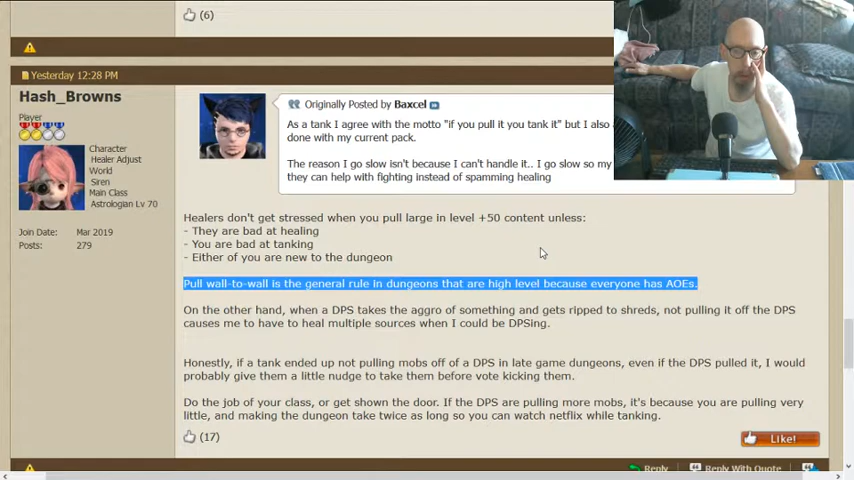 (6)
Yesterday 12:28 PM
Hash_Browns
Player
Character
Healer Adjust
World
Siren
Main Class
Astrologian Lv 70
Join Date: Mar 2019
Posts: 279
Originally Posted by Baxcel
As a tank I agree with the motto "if you pull it you tank it" but I also
done with my current pack.
The reason I go slow isn't because I can't handle it.. I go slow so my
they can help with fighting instead of spamming healing
Healers don't get stressed when you pull large in level +50 content unless:
- They are bad at healing
- You are bad at tanking
- Either of you are new to the dungeon
Pull wall-to-wall is the general rule in dungeons that are high level because everyone has AOEs.
On the other hand, when a DPS takes the aggro of something and gets ripped to shreds, not pulling it off the DPS
causes me to have to heal multiple sources when I could be DPSing.
Honestly, if a tank ended up not pulling mobs off of a DPS in late game dungeons, even if the DPS pulled it, I would
probably give them a little nudge to take them before vote kicking them.
Do the job of your class, or get shown the door. If the DPS are pulling more mobs, it's because you are pulling very
little, and making the dungeon take twice as long so you can watch netflix while tanking.
(17)
Like!
Reply
Reply With Quote